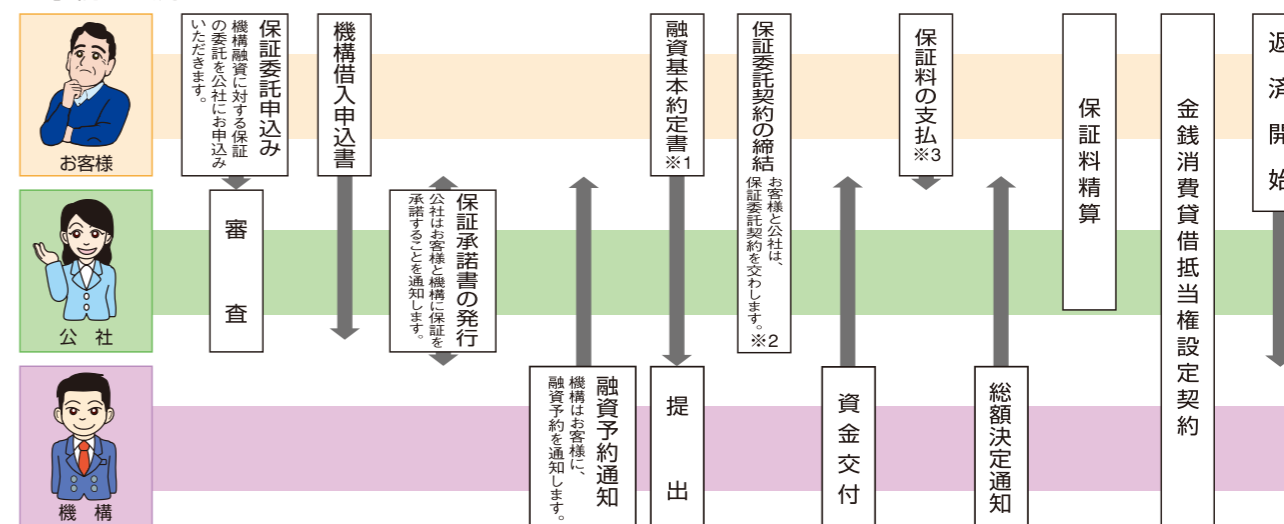 お客様
保証委託申込み
機構融資に対する保証
の委託を公社にお申込み
いただきます。
機構借入申込書
融資基本約定書※1
保証委託契約の締結
お客様と公社は、
保証委託契約を交わします。※2
保証料の支払※3
保証料精算
金銭消費貸借抵当権設定契約
返済開始
公社
審査
保証承諾書の発行
公社はお客様と機構に保証を
承諾することを通知します。
機構
融資予約通知
機構はお客様に、
融資予約を通知します。
提出
資金交付
総額決定通知